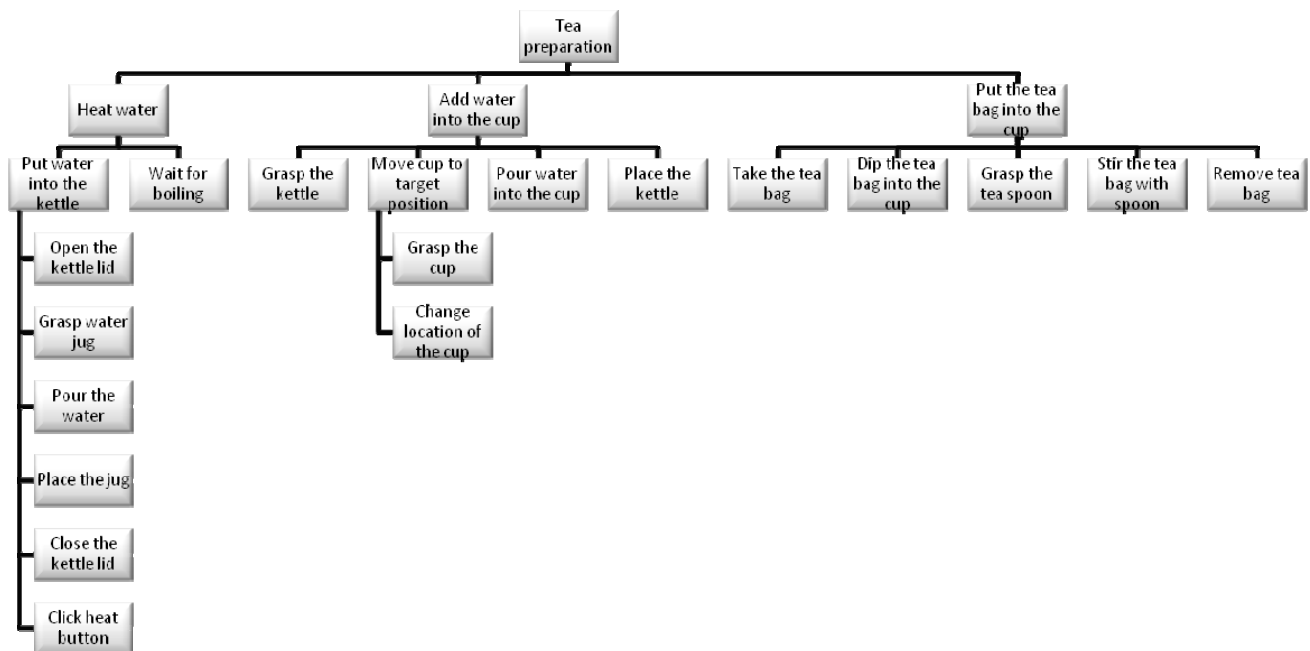 Tea
preparation
Heat water
Add water
into the cup
Put the tea
bag into the
cup
Put water
into the
kettle
Wait for
boiling
Grasp the
kettle
Move cup to
target
position
Pour water
into the cup
Place the
kettle
Take the tea
bag
Dip the tea
bag into the
cup
Grasp the
tea spoon
Stir the tea
bag with
spoon
Remove tea
bag
Open the
kettle lid
Grasp water
jug
Pour the
water
Place the jug
Close the
kettle lid
Click heat
button
Grasp the
cup
Change
location of
the cup